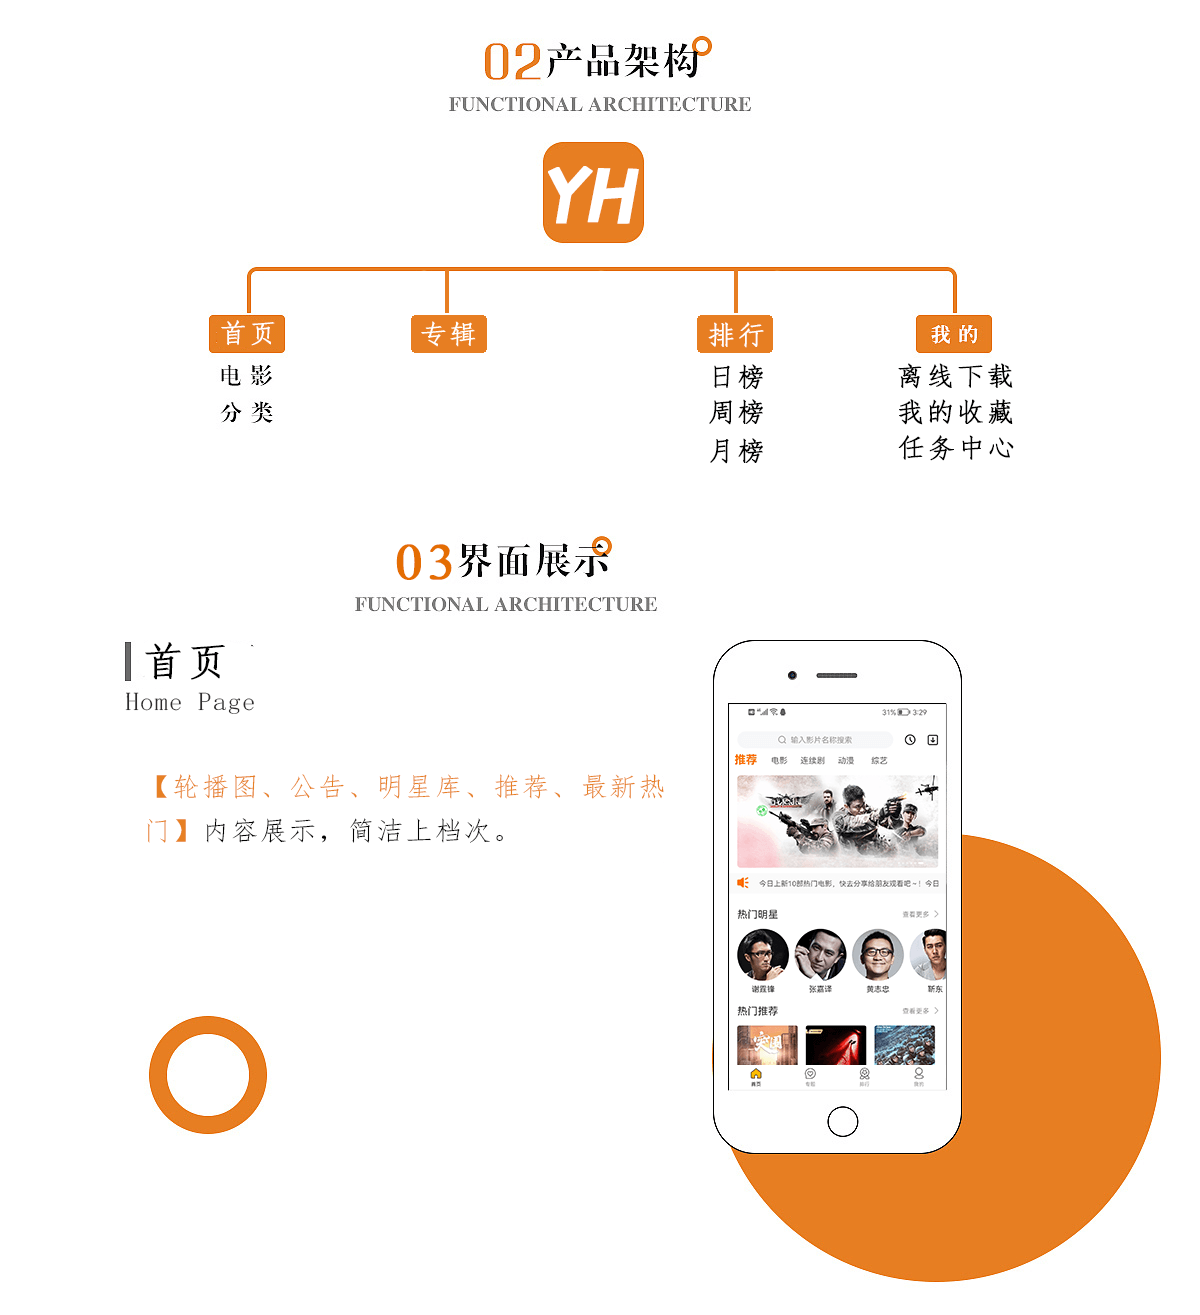 02产品架构
FUNCTIONAL ARCHITECTURE
YH
首页 专辑 排行 我的
电影 日榜 离线下载
分类 周榜 我的收藏
月榜 任务中心
03界面展示
FUNCTIONAL ARCHITECTURE
首页
Home Page
【轮播图、公告、明星库、推荐、最新热
门】内容展示，简洁上档次。
31% 3:29
输入影片名称搜索
推荐 电影 连续剧 动漫 综艺
今日上新10部热门电影，快去分享给朋友观看吧~！今日
热门明星 查看更多
谢霆锋 张嘉译 黄志忠 靳东
热门推荐 查看更多
突围
首页 专辑 排行 我的